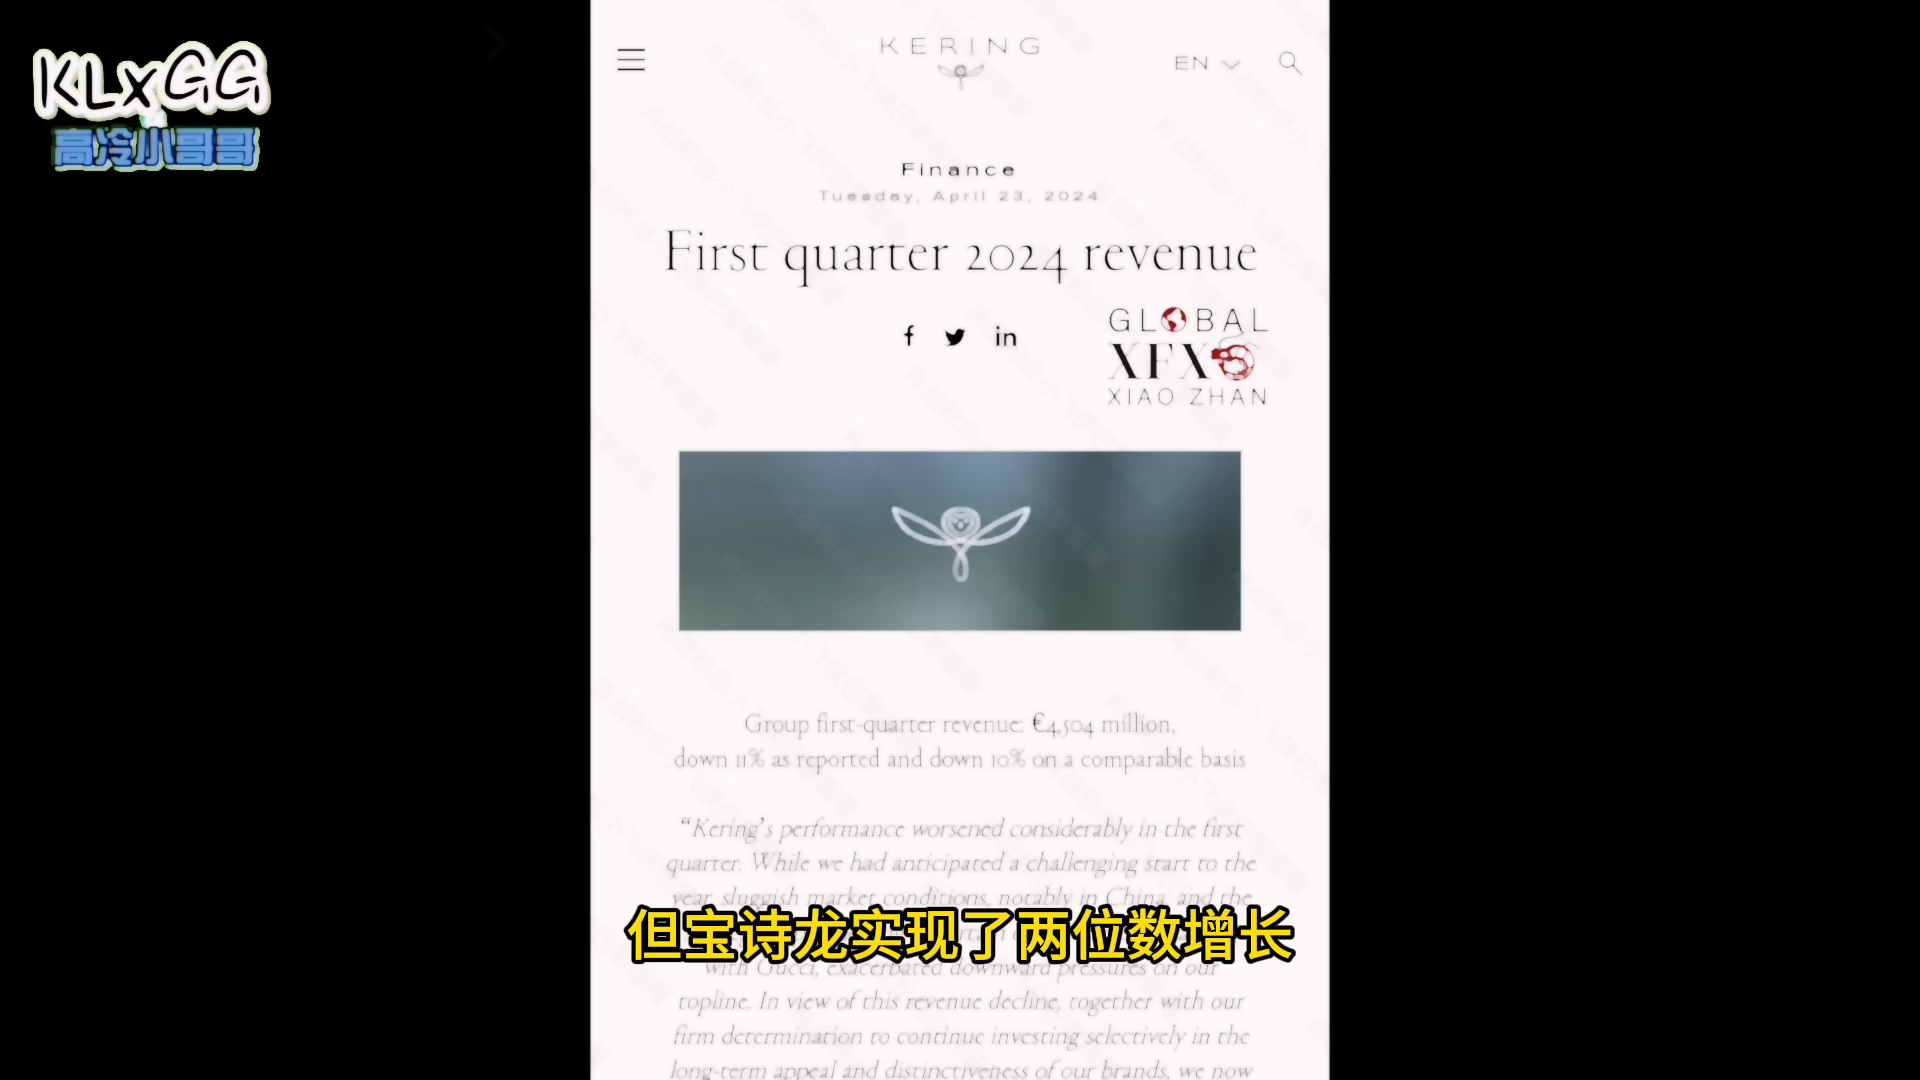 KLxGG
高冷小哥哥
KERING
EN
Finance
Tuesday, April 23, 2024
First quarter 2024 revenue
f
in
GLOBAL
XFX
XIAO ZHAN
Group first-quarter revenue: €4,504 million,
down 11% as reported and down 10% on a comparable basis
“Kering’s performance worsened considerably in the first
quarter. While we had anticipated a challenging start to the
year, sluggish market conditions, notably in China, and the
但宝诗龙实现了两位数增长
with Gucci, exacerbated downward pressures on our
topline. In view of this revenue decline, together with our
firm determination to continue investing selectively in the
long-term appeal and distinctiveness of our brands, we now